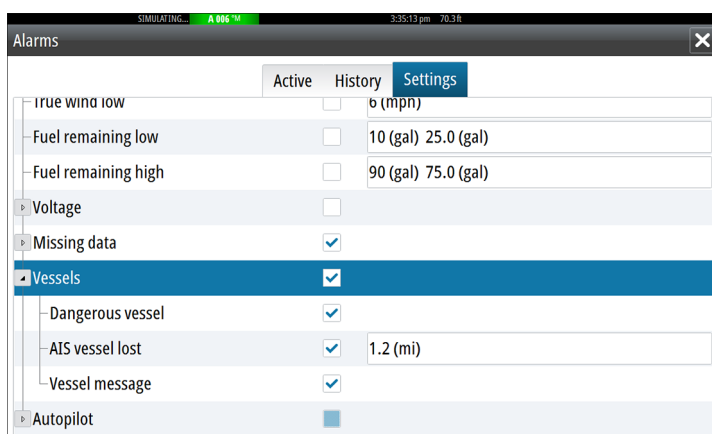 SIMULATING... A 006 °M 3:35:13 pm 70.3 ft
Alarms
Active History Settings
True wind low 6 (mph)
Fuel remaining low 10 (gal) 25.0 (gal)
Fuel remaining high 90 (gal) 75.0 (gal)
Voltage
Missing data
Vessels
Dangerous vessel
AIS vessel lost 1.2 (mi)
Vessel message
Autopilot